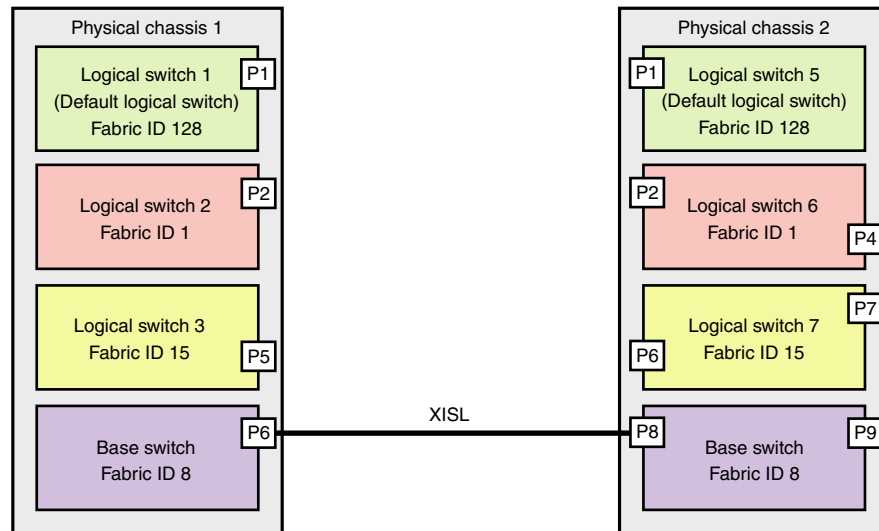 Physical chassis 1
Logical switch 1
P1
(Default logical switch)
Fabric ID 128
Logical switch 2
P2
Fabric ID 1
Logical switch 3
Fabric ID 15
P5
Base switch
P6
Fabric ID 8
XISL
Physical chassis 2
P1
Logical switch 5
(Default logical switch)
Fabric ID 128
P2
Logical switch 6
Fabric ID 1
P4
Logical switch 7
P7
P6
Fabric ID 15
P8
Base switch
P9
Fabric ID 8